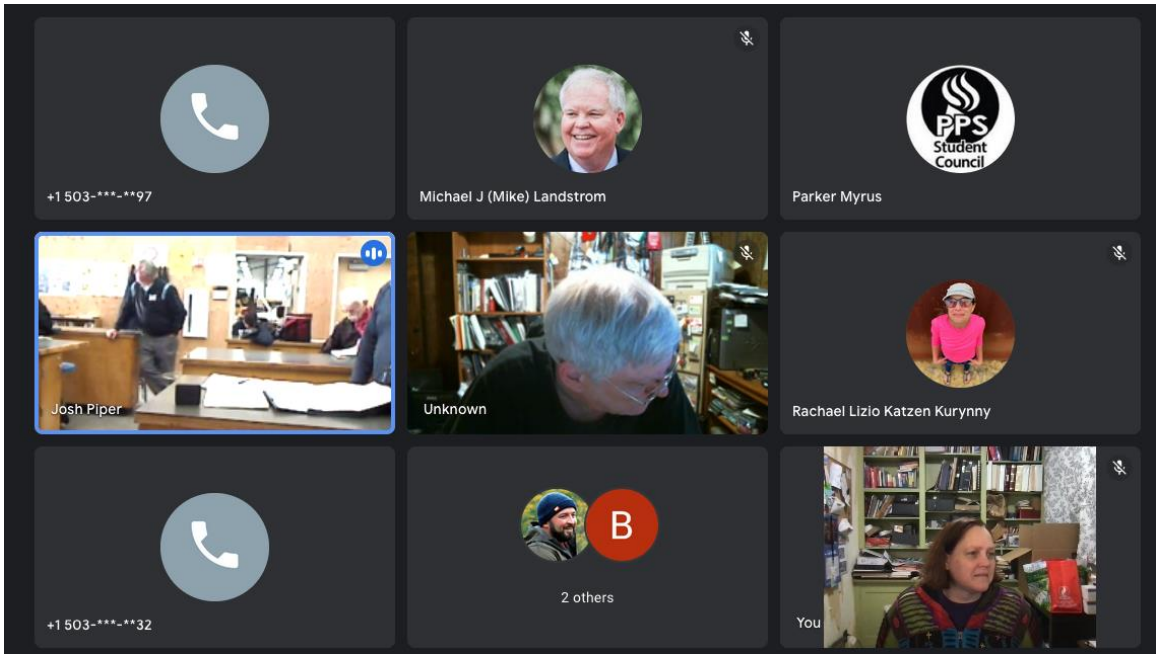 +1 503-***-**97
Michael J (Mike) Landstrom
PPS
Student
Council
Parker Myrus
Josh Piper
Unknown
Rachael Lizio Katzen Kurynny
+1 503-***-**32
B
2 others
You